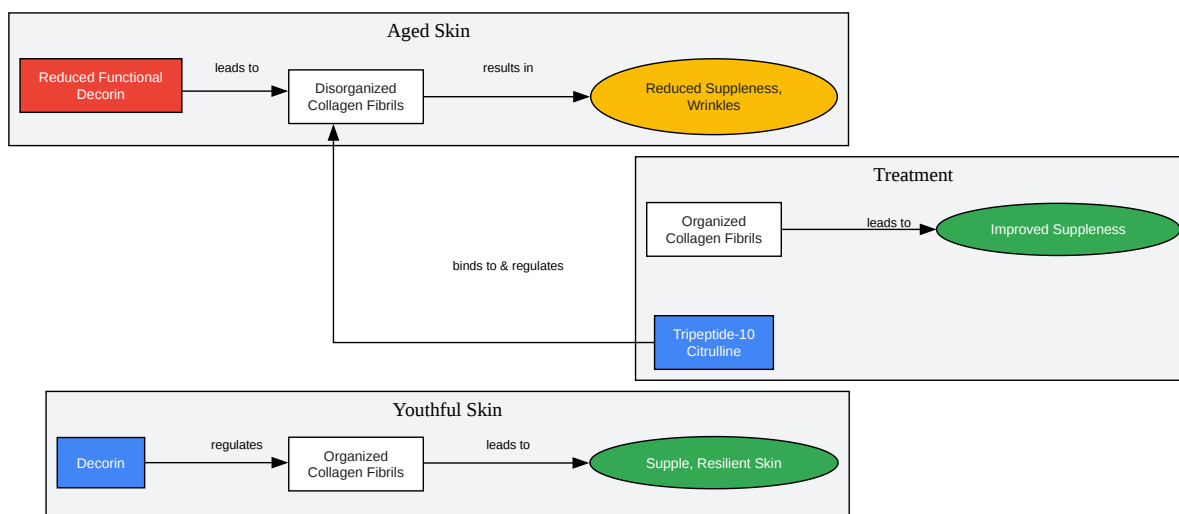 Aged Skin
Reduced Functional
Decorin
leads to
Disorganized
Collagen Fibrils
results in
Reduced Suppleness,
Wrinkles
Treatment
Organized
Collagen Fibrils
leads to
Improved Suppleness
binds to & regulates
Tripeptide-10
Citrulline
Youthful Skin
Decorin
regulates
Organized
Collagen Fibrils
leads to
Supple, Resilient Skin